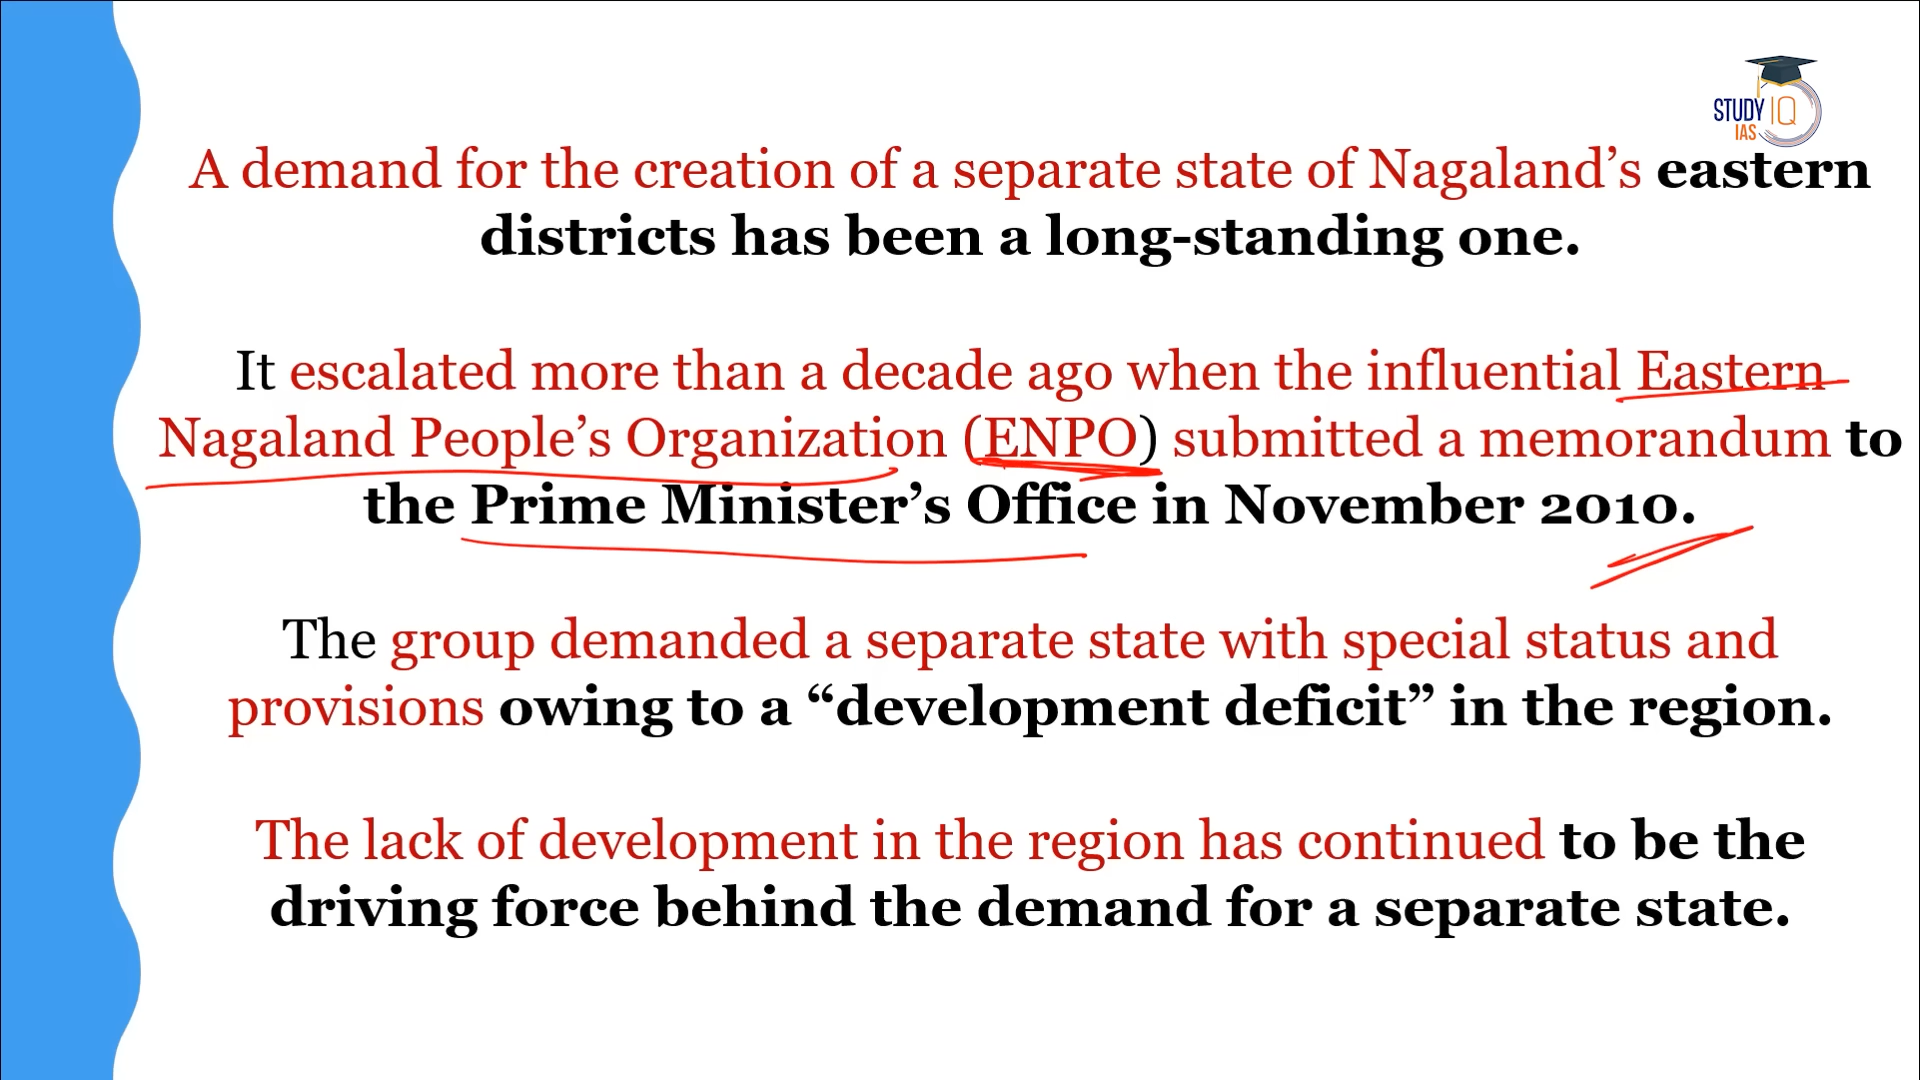 STUDY IQ
IAS
A demand for the creation of a separate state of Nagaland’s eastern
districts has been a long-standing one.
It escalated more than a decade ago when the influential Eastern
Nagaland People’s Organization (ENPO) submitted a memorandum to
the Prime Minister’s Office in November 2010.
The group demanded a separate state with special status and
provisions owing to a “development deficit” in the region.
The lack of development in the region has continued to be the
driving force behind the demand for a separate state.